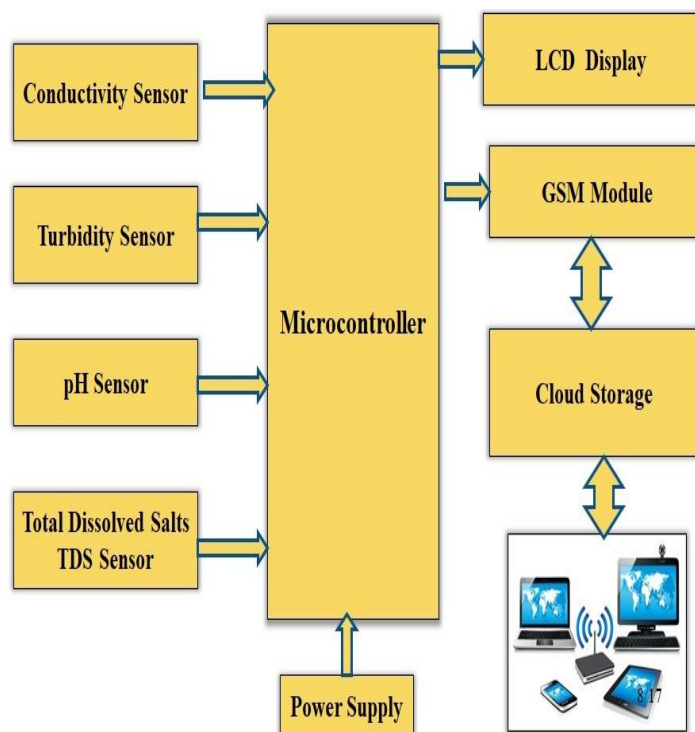 Conductivity Sensor
Turbidity Sensor
pH Sensor
Total Dissolved Salts
TDS Sensor
Microcontroller
Power Supply
LCD Display
GSM Module
Cloud Storage
8/17